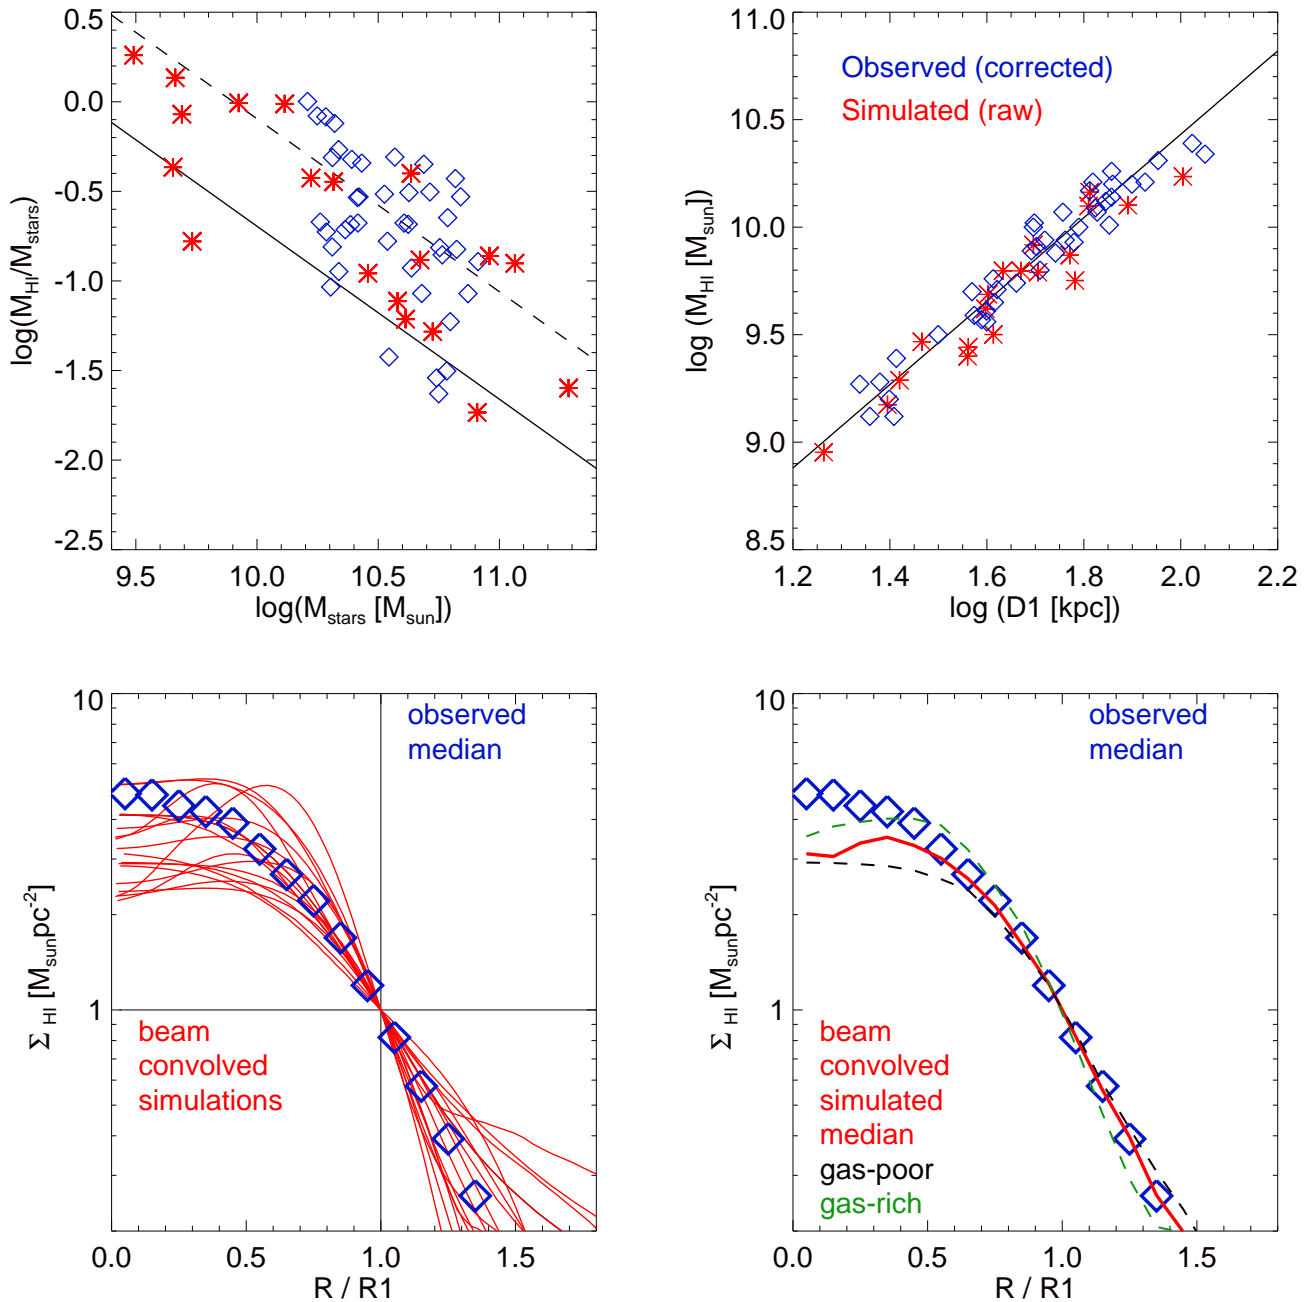 0.5
0.0
-0.5
-1.0
-1.5
-2.0
-2.5
log(M_HI/M_stars)
9.5 10.0 10.5 11.0
log(M_stars [M_sun])
Observed (corrected)
Simulated (raw)
11.0
10.5
10.0
9.5
9.0
8.5
log (M_HI [M_sun])
1.2 1.4 1.6 1.8 2.0 2.2
log (D1 [kpc])
observed
median
10
1
Σ HI [M_sun pc^-2]
beam
convolved
simulations
0.0 0.5 1.0 1.5
R / R1
observed
median
10
1
Σ HI [M_sun pc^-2]
beam
convolved
simulated
median
gas-poor
gas-rich
0.0 0.5 1.0 1.5
R / R1